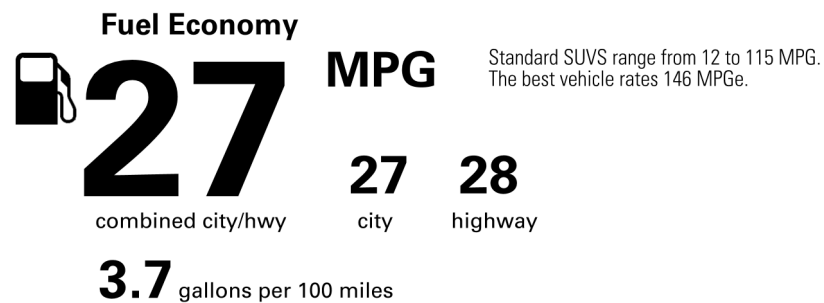 Fuel Economy
27 MPG
Standard SUVS range from 12 to 115 MPG.
The best vehicle rates 146 MPGe.
27 28
combined city/hwy city highway
3.7 gallons per 100 miles